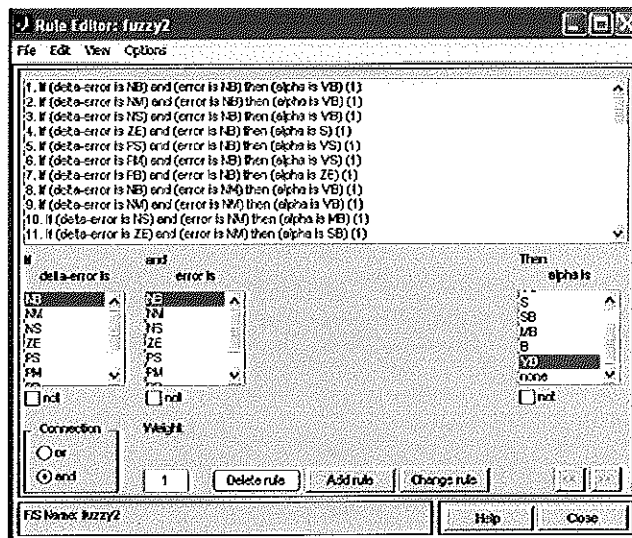 Rule Editor: fuzzy2
File Edit View Options
1. If (delta-error is NB) and (error is NB) then (alpha is VB) (1)
2. If (delta-error is NM) and (error is NB) then (alpha is VB) (1)
3. If (delta-error is NS) and (error is NB) then (alpha is VB) (1)
4. If (delta-error is ZE) and (error is NB) then (alpha is S) (1)
5. If (delta-error is PS) and (error is NB) then (alpha is VS) (1)
6. If (delta-error is PM) and (error is NB) then (alpha is VS) (1)
7. If (delta-error is PB) and (error is NB) then (alpha is ZE) (1)
8. If (delta-error is NB) and (error is NM) then (alpha is VB) (1)
9. If (delta-error is NM) and (error is NM) then (alpha is VB) (1)
10. If (delta-error is NS) and (error is NM) then (alpha is MB) (1)
11. If (delta-error is ZE) and (error is NM) then (alpha is SB) (1)
If and Then
delta-error is error is alpha is
NB NB S
NM NM SB
NS NS MB
ZE ZE B
PS PS VB
PM PM none
not not not
Connection Weight:
or
and 1 Delete rule Add rule Change rule << >>
FIS Name: fuzzy2 Help Close